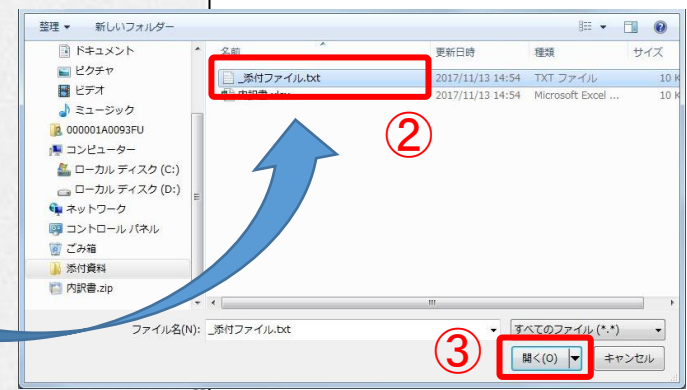 整理 ▼ 新しいフォルダー
名前 更新日時 種類 サイズ
ドキュメント
ピクチャ
ビデオ
ミュージック
000001A0093FU
コンピューター
ローカル ディスク (C:)
ローカル ディスク (D:)
ネットワーク
コントロール パネル
ごみ箱
添付資料
内訳書.zip
_添付ファイル.txt 2017/11/13 14:54 TXT ファイル 10 K
2017/11/13 14:54 Microsoft Excel ... 10 K
②
ファイル名(N): _添付ファイル.txt すべてのファイル (*.*)
③
開く(O) キャンセル